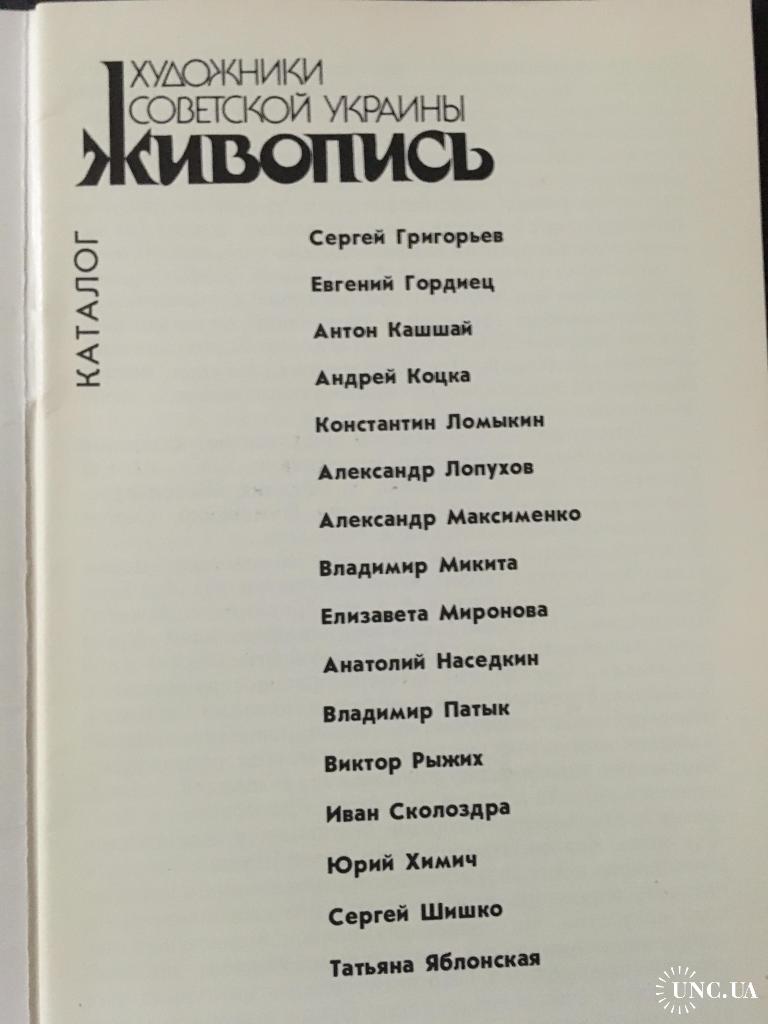 ХУДОЖНИКИ
СОВЕТСКОЙ УКРАИНЫ
ЖИВОПИСЬ
КАТАЛОГ
Сергей Григорьев
Евгений Гордиец
Антон Кашшай
Андрей Коцка
Константин Ломыкин
Александр Лопухов
Александр Максименко
Владимир Микита
Елизавета Миронова
Анатолий Наседкин
Владимир Патык
Виктор Рыжих
Иван Сколоздра
Юрий Химич
Сергей Шишко
Татьяна Яблонская
UNC.UA